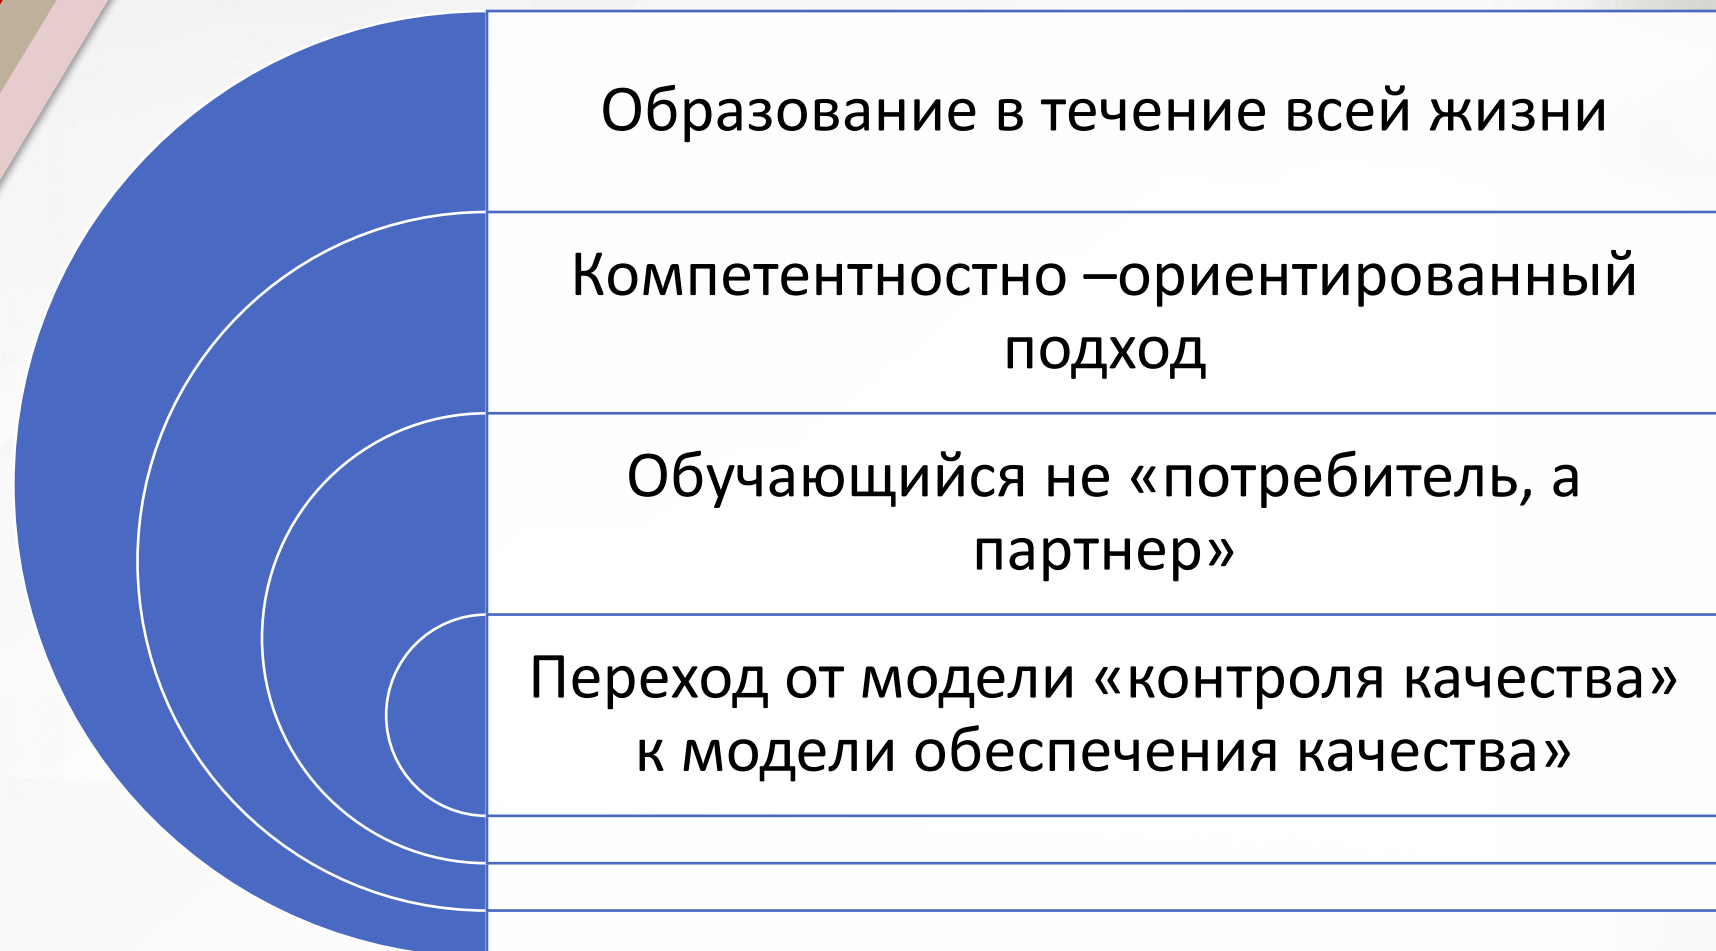 Образование в течение всей жизни
Компетентностно –ориентированный
подход
Обучающийся не «потребитель, а
партнер»
Переход от модели «контроля качества»
к модели обеспечения качества»